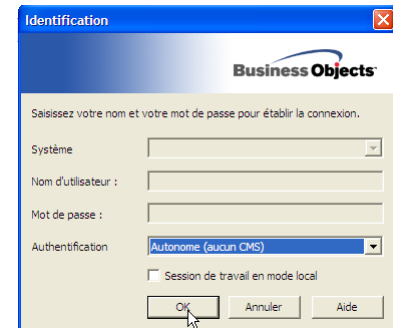 Identification
Business Objects
Saisissez votre nom et votre mot de passe pour établir la connexion.
Système
Nom d'utilisateur :
Mot de passe :
Authentification
Autonome (aucun CMS)
Session de travail en mode local
OK
Annuler
Aide